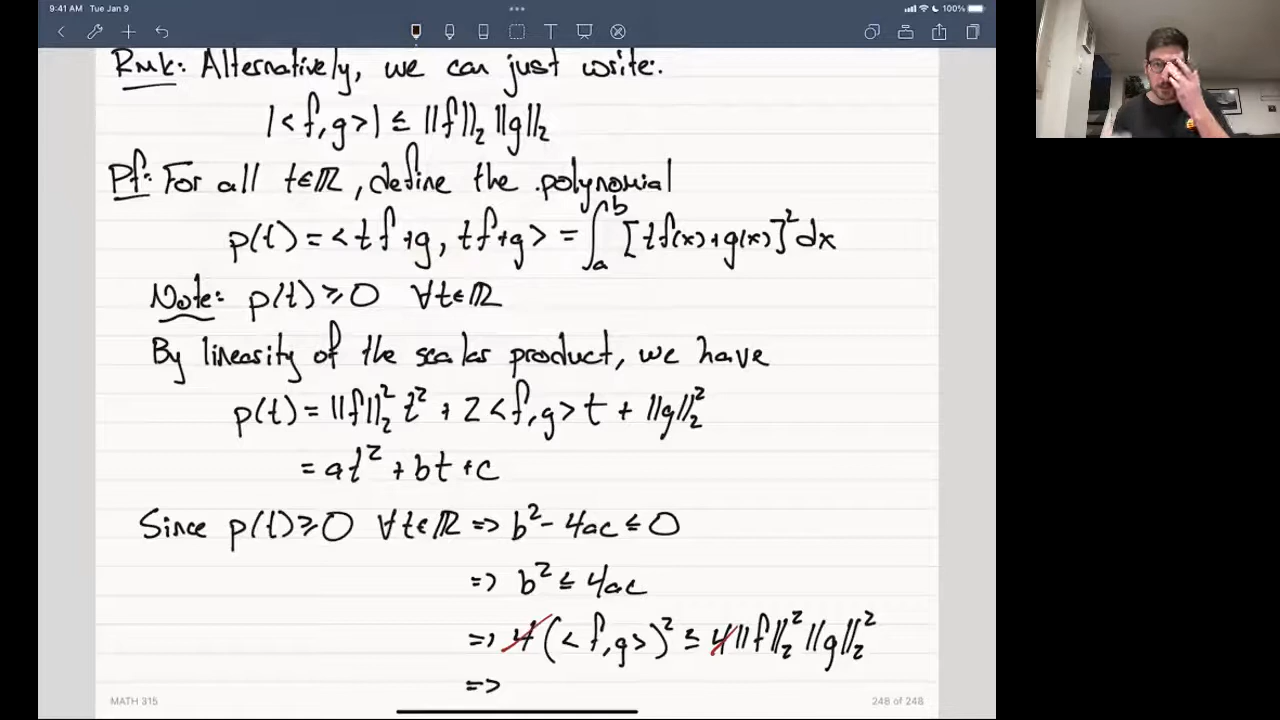 9:41 AM Tue Jan 9
100%
Rmk: Alternatively, we can just write:
|<f,g>| ≤ ||f||₂ ||g||₂
Pf: For all t∈ℝ, define the polynomial
p(t) = <tf+g, tf+g> = ∫ₐᵇ [tf(x)+g(x)]² dx
Note: p(t) ≥ 0 ∀t∈ℝ
By linearity of the scalar product, we have
p(t) = ||f||₂² t² + 2<f,g>t + ||g||₂²
= at² + bt + c
Since p(t) ≥ 0 ∀t∈ℝ => b² - 4ac ≤ 0
=> b² ≤ 4ac
=> 4(<f,g>)² ≤ 4||f||₂² ||g||₂²
=>
MATH 315
248 of 248